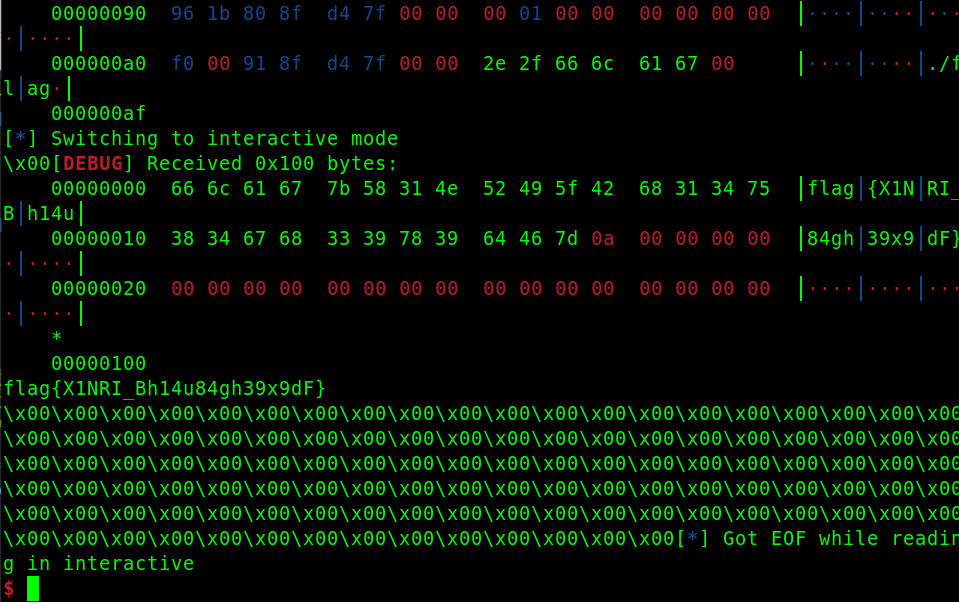 00000090  96 1b 80 8f  d4 7f 00 00  00 01 00 00  00 00 00 00  │····│····│···
·│····│
000000a0  f0 00 91 8f  d4 7f 00 00  2e 2f 66 6c  61 67 00     │····│····│./f
l│ag·│
000000af
[*] Switching to interactive mode
\x00[DEBUG] Received 0x100 bytes:
00000000  66 6c 61 67  7b 58 31 4e  52 49 5f 42  68 31 34 75  │flag│{X1N│RI_
B│h14u│
00000010  38 34 67 68  33 39 78 39  64 46 7d 0a  00 00 00 00  │84gh│39x9│dF}
·│····│
00000020  00 00 00 00  00 00 00 00  00 00 00 00  00 00 00 00  │····│····│···
·│····│
*
00000100
flag{X1NRI_Bh14u84gh39x9dF}
\x00\x00\x00\x00\x00\x00\x00\x00\x00\x00\x00\x00\x00\x00\x00\x00\x00\x00\x00\x00
\x00\x00\x00\x00\x00\x00\x00\x00\x00\x00\x00\x00\x00\x00\x00\x00\x00\x00\x00\x00
\x00\x00\x00\x00\x00\x00\x00\x00\x00\x00\x00\x00\x00\x00\x00\x00\x00\x00\x00\x00
\x00\x00\x00\x00\x00\x00\x00\x00\x00\x00\x00\x00\x00\x00\x00\x00\x00\x00\x00\x00
\x00\x00\x00\x00\x00\x00\x00\x00\x00\x00\x00\x00\x00\x00\x00\x00\x00\x00\x00\x00
\x00\x00\x00\x00\x00\x00\x00\x00\x00\x00\x00\x00\x00\x00[*] Got EOF while readin
g in interactive
$